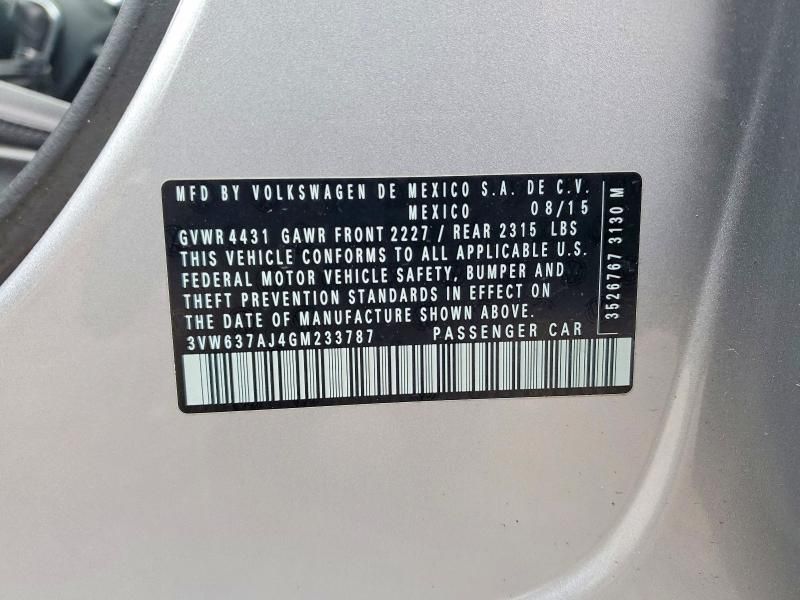 MFD BY VOLKSWAGEN DE MEXICO S.A. DE C.V.
MEXICO 08/15
GVWR 4431 GAWR FRONT 2227 / REAR 2315 LBS
THIS VEHICLE CONFORMS TO ALL APPLICABLE U.S.
FEDERAL MOTOR VEHICLE SAFETY, BUMPER AND
THEFT PREVENTION STANDARDS IN EFFECT ON
THE DATE OF MANUFACTURE SHOWN ABOVE.
3VW637AJ4GM233787 PASSENGER CAR
3526767 3130 M